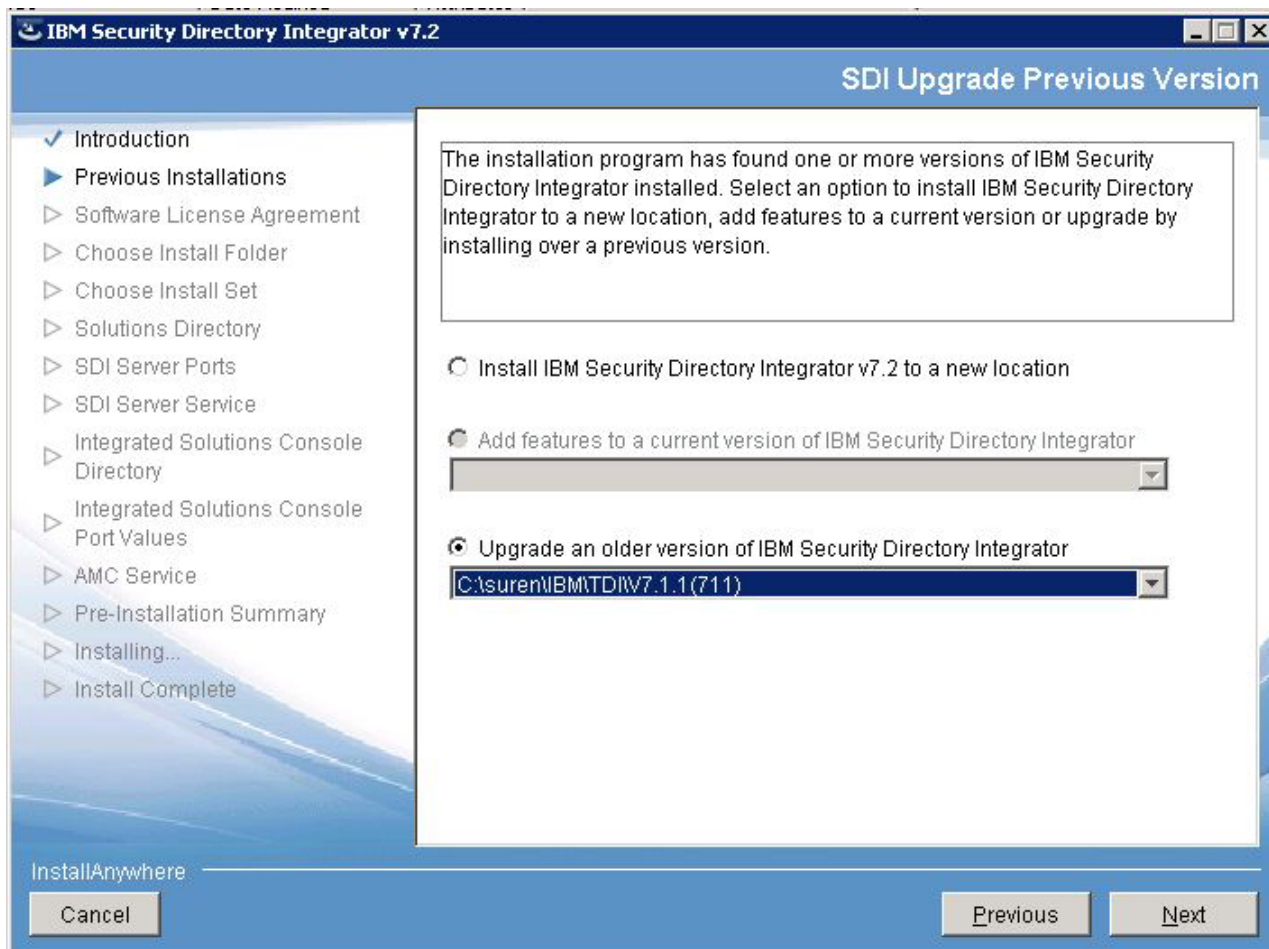 IBM Security Directory Integrator v7.2
SDI Upgrade Previous Version
Introduction
Previous Installations
Software License Agreement
Choose Install Folder
Choose Install Set
Solutions Directory
SDI Server Ports
SDI Server Service
Integrated Solutions Console
Directory
Integrated Solutions Console
Port Values
AMC Service
Pre-Installation Summary
Installing...
Install Complete
The installation program has found one or more versions of IBM Security
Directory Integrator installed. Select an option to install IBM Security Directory
Integrator to a new location, add features to a current version or upgrade by
installing over a previous version.
Install IBM Security Directory Integrator v7.2 to a new location
Add features to a current version of IBM Security Directory Integrator
Upgrade an older version of IBM Security Directory Integrator
C:\suren\IBM\TDI\V7.1.1(711)
InstallAnywhere
Cancel
Previous
Next